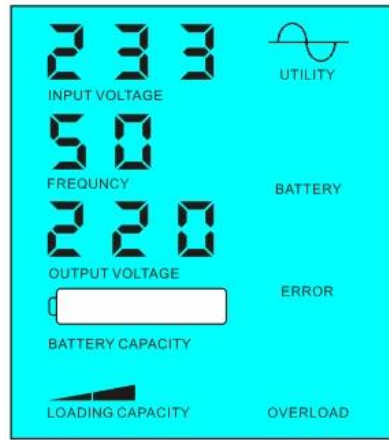 233
UTILITY
INPUT VOLTAGE
50
FREQUNCY
BATTERY
220
OUTPUT VOLTAGE
ERROR
BATTERY CAPACITY
LOADING CAPACITY
OVERLOAD